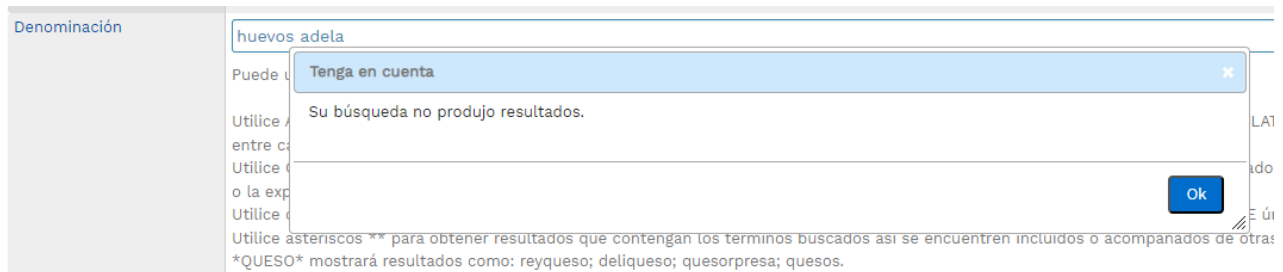 Denominación
huevos adela
Puede
Tenga en cuenta
Su búsqueda no produjo resultados.
Utilice
entre
Utilice
o la exp
Utilice
Ok
Utilice asteriscos ** para obtener resultados que contengan los términos buscados así se encuentren incluidos o acompañados de otras
*QUESO* mostrará resultados como: reyqueso; deliqueso; quesorpresa; quesos.